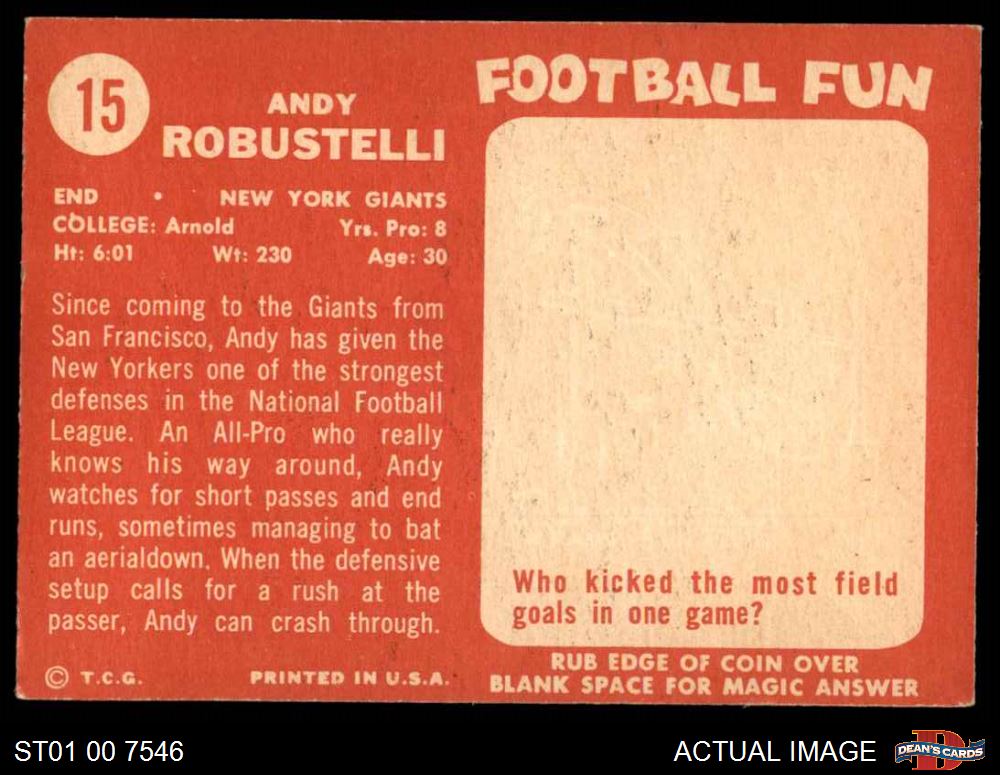 15
ANDY
ROBUSTELLI
END • NEW YORK GIANTS
COLLEGE: Arnold Yrs. Pro: 8
Ht: 6:01 Wt: 230 Age: 30
Since coming to the Giants from
San Francisco, Andy has given the
New Yorkers one of the strongest
defenses in the National Football
League. An All-Pro who really
knows his way around, Andy
watches for short passes and end
runs, sometimes managing to bat
an aerialdown. When the defensive
setup calls for a rush at the
passer, Andy can crash through.
© T.C.G. PRINTED IN U.S.A.
FOOTBALL FUN
Who kicked the most field
goals in one game?
RUB EDGE OF COIN OVER
BLANK SPACE FOR MAGIC ANSWER
ST01 00 7546
ACTUAL IMAGE
D
DEAN'S CARDS